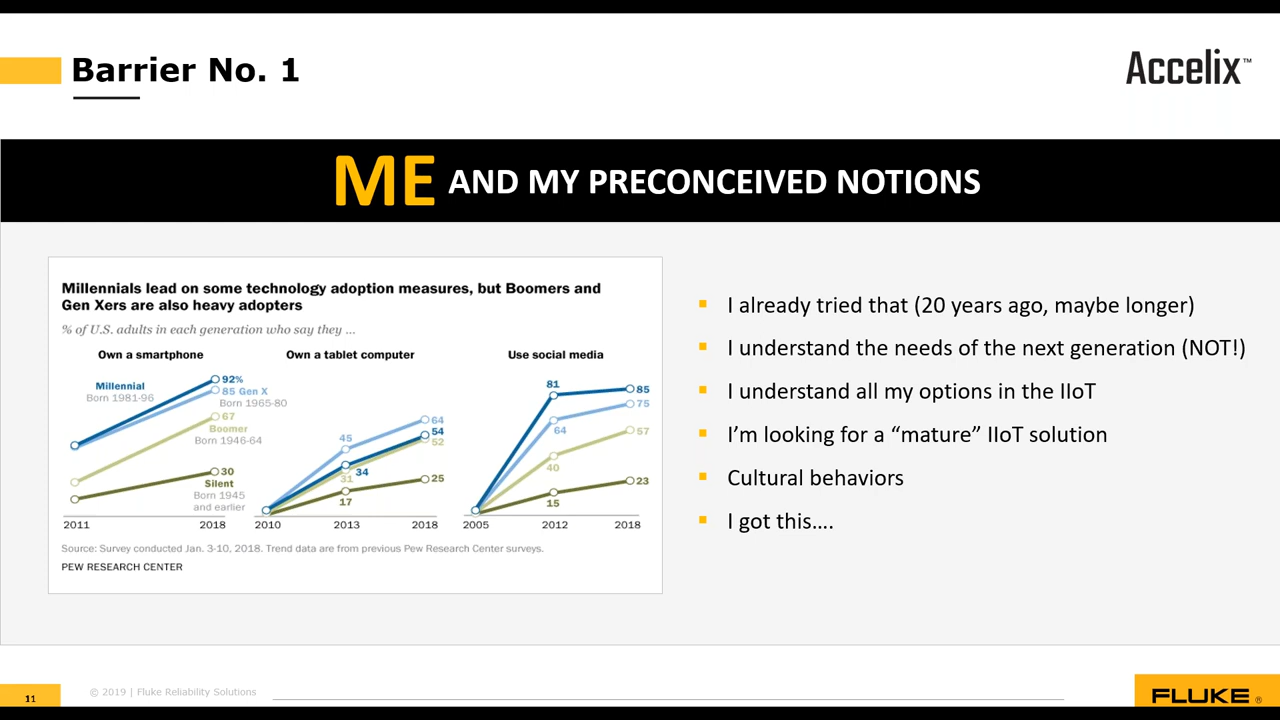 Barrier No. 1
Accelix™
ME AND MY PRECONCEIVED NOTIONS
Millennials lead on some technology adoption measures, but Boomers and
Gen Xers are also heavy adopters
% of U.S. adults in each generation who say they ...
Own a smartphone
Millennial
Born 1981-96
92%
85 Gen X
Born 1965-80
67
Boomer
Born 1946-64
30
Silent
Born 1945
and earlier
2011
2018
Own a tablet computer
45
34
31
17
64
54
52
25
2010
2013
2018
Use social media
81
64
40
15
85
75
57
23
2005
2012
2018
Source: Survey conducted Jan. 3-10, 2018. Trend data are from previous Pew Research Center surveys.
PEW RESEARCH CENTER
▪ I already tried that (20 years ago, maybe longer)
▪ I understand the needs of the next generation (NOT!)
▪ I understand all my options in the IIoT
▪ I’m looking for a “mature” IIoT solution
▪ Cultural behaviors
▪ I got this….
11
© 2019 | Fluke Reliability Solutions
FLUKE®